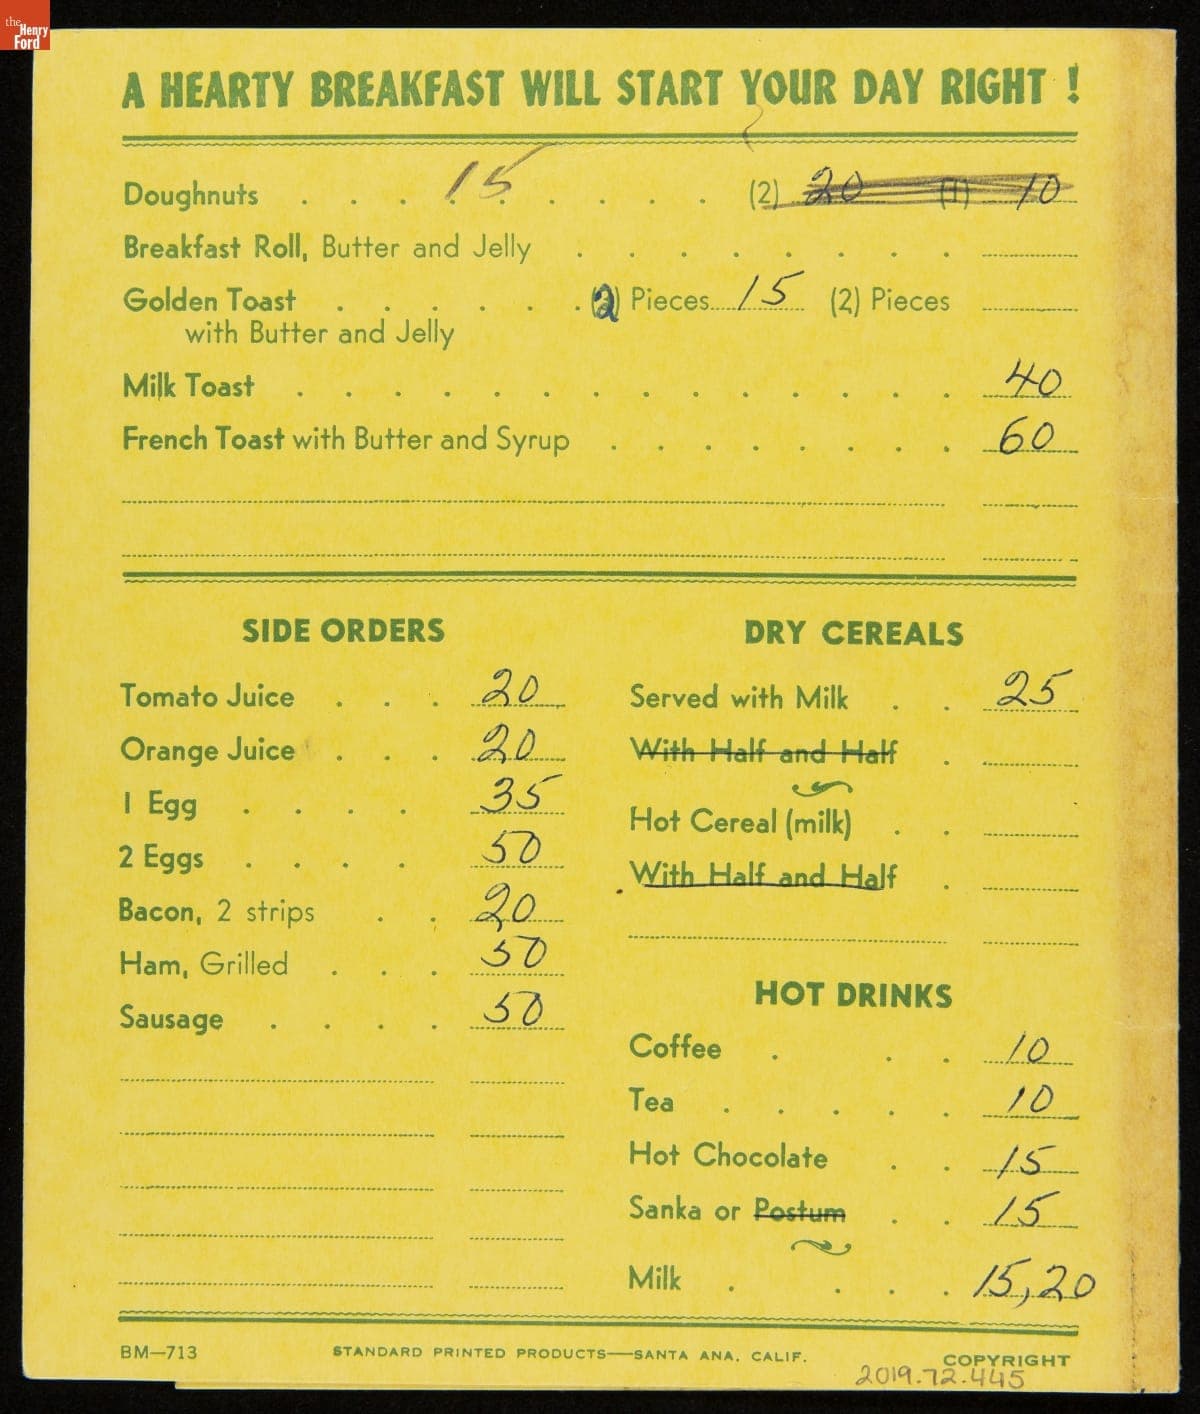 the Henry Ford
A HEARTY BREAKFAST WILL START YOUR DAY RIGHT !
Doughnuts . . . 15 . . . . . . (2) 20 (1) 10
Breakfast Roll, Butter and Jelly . . . . . . . .
Golden Toast . . . . . . (2) Pieces 15 (2) Pieces
with Butter and Jelly
Milk Toast . . . . . . . . . . . . . . 40
French Toast with Butter and Syrup . . . . . . . . 60
SIDE ORDERS
Tomato Juice . . . 20
Orange Juice . . . 20
1 Egg . . . . 35
2 Eggs . . . . 50
Bacon, 2 strips . . 20
Ham, Grilled . . . 50
Sausage . . . . 50
DRY CEREALS
Served with Milk . . 25
With Half and Half .
Hot Cereal (milk) . .
With Half and Half .
HOT DRINKS
Coffee . . . 10
Tea . . . . . 10
Hot Chocolate . . 15
Sanka or Postum . . 15
Milk . . . . 15, 20
BM—713 STANDARD PRINTED PRODUCTS—SANTA ANA, CALIF. COPYRIGHT
2019.72.445